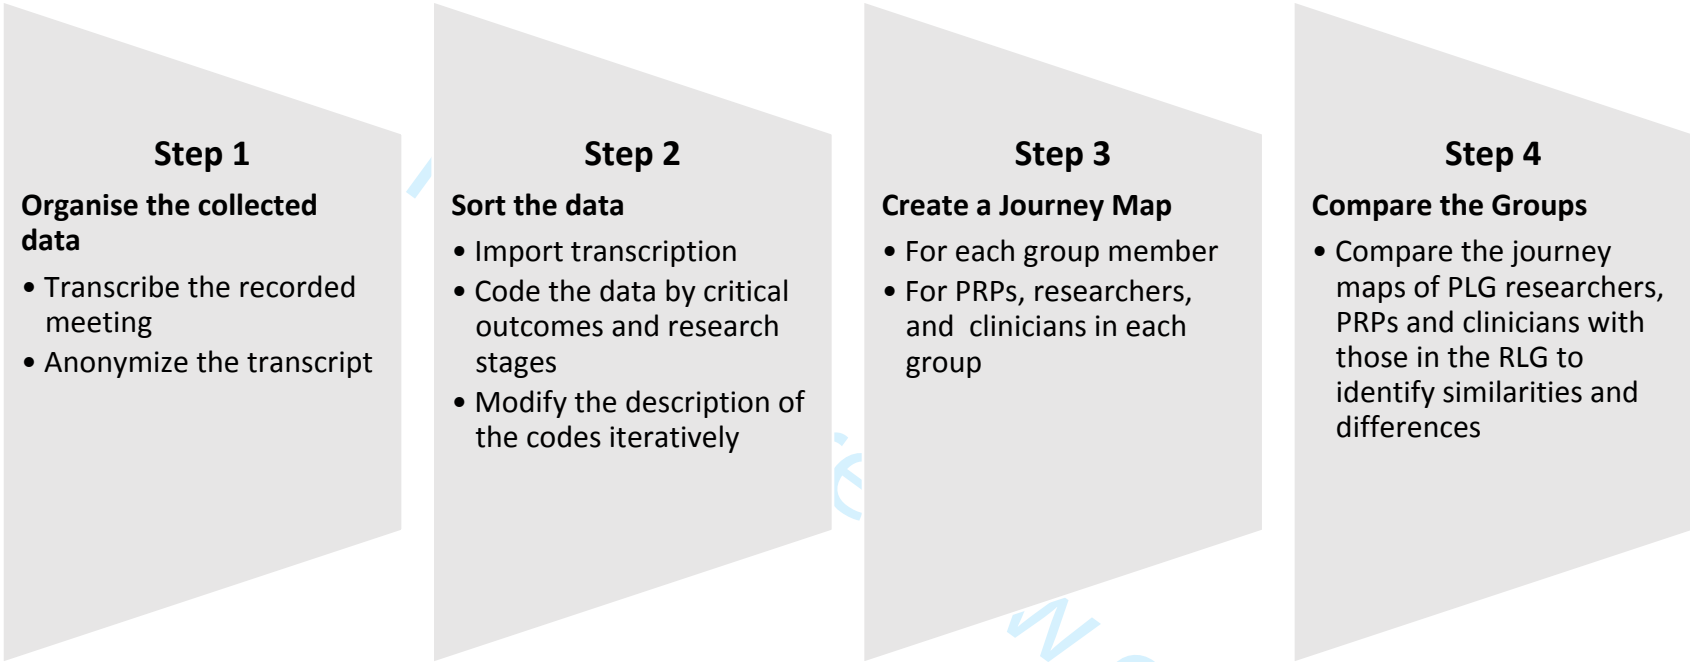 Step 1
Organise the collected
data
• Transcribe the recorded
meeting
• Anonymize the transcript
Step 2
Sort the data
• Import transcription
• Code the data by critical
outcomes and research
stages
• Modify the description of
the codes iteratively
Step 3
Create a Journey Map
• For each group member
• For PRPs, researchers,
and  clinicians in each
group
Step 4
Compare the Groups
• Compare the journey
maps of PLG researchers,
PRPs and clinicians with
those in the RLG to
identify similarities and
differences